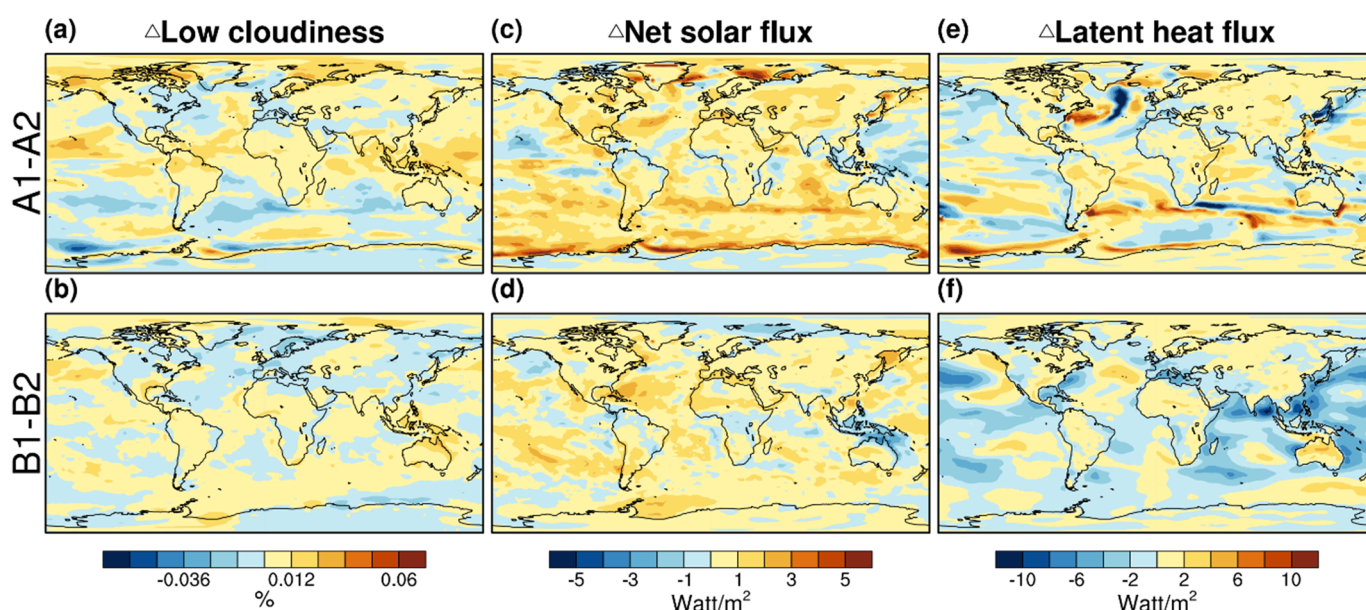 (a) △Low cloudiness (c) △Net solar flux (e) △Latent heat flux
A1-A2
(b) (d) (f)
B1-B2
-0.036 0.012 0.06 -5 -3 -1 1 3 5 -10 -6 -2 2 6 10
% Watt/m² Watt/m²